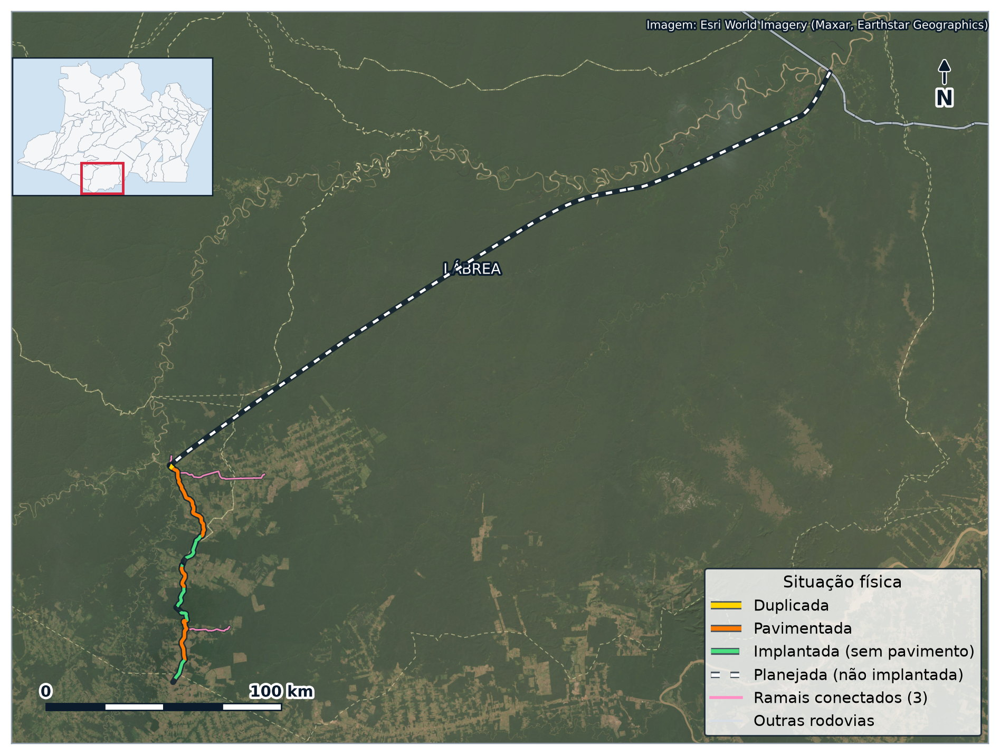 Imagem: Esri World Imagery (Maxar, Earthstar Geographics)
N
LÁBREA
0
100 km
Situação física
Duplicada
Pavimentada
Implantada (sem pavimento)
Planejada (não implantada)
Ramais conectados (3)
Outras rodovias